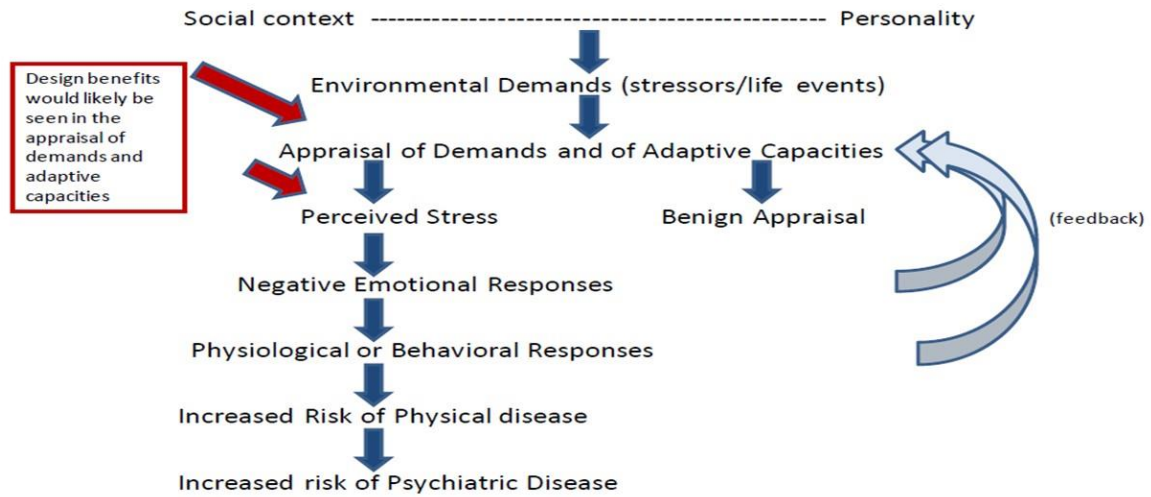 Social context ------------------------------------------------------- Personality
Design benefits
would likely be
seen in the
appraisal of
demands and
adaptive
capacities
Environmental Demands (stressors/life events)
Appraisal of Demands and of Adaptive Capacities
Perceived Stress
Benign Appraisal
(feedback)
Negative Emotional Responses
Physiological or Behavioral Responses
Increased Risk of Physical disease
Increased risk of Psychiatric Disease